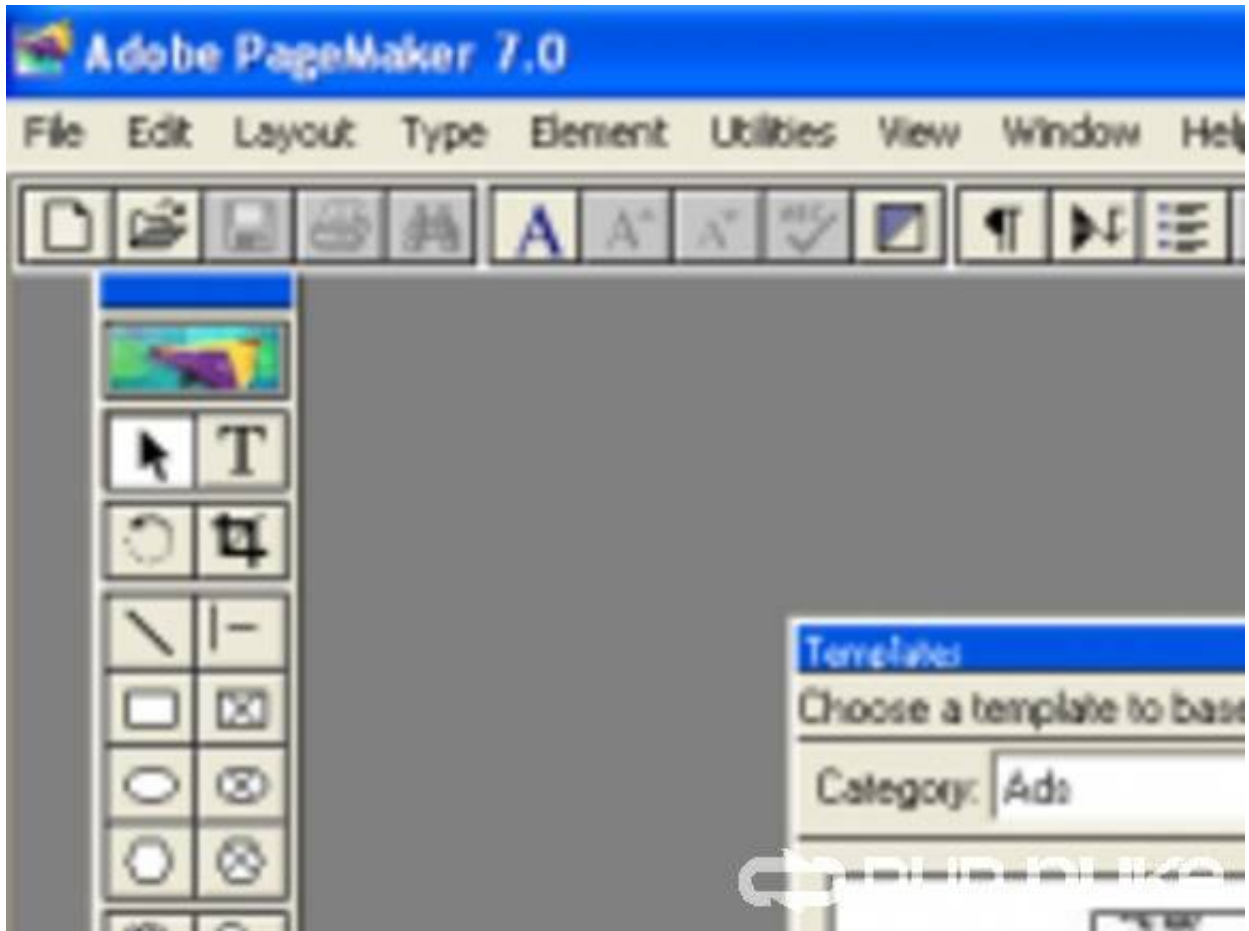 Adobe PageMaker 7.0
File Edit Layout Type Element Utilities View Window Help
Templates
Choose a template to base
Category: Ads